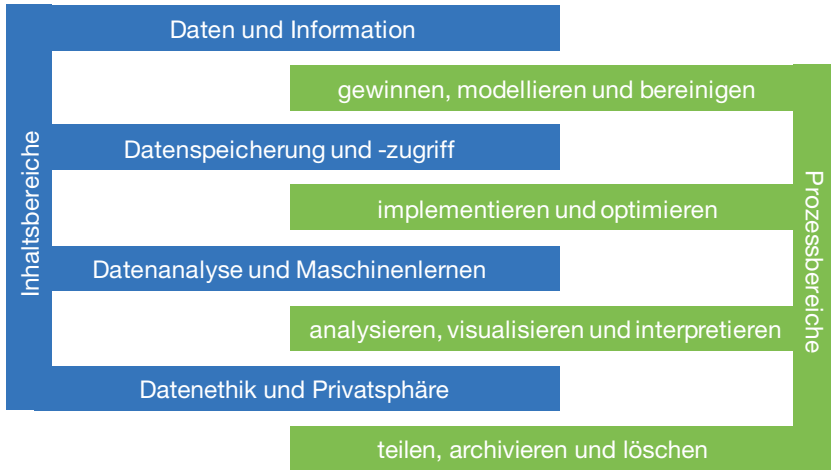 Inhaltsbereiche
Daten und Information
gewinnen, modellieren und bereinigen
Datenspeicherung und -zugriff
implementieren und optimieren
Datenanalyse und Maschinenlernen
analysieren, visualisieren und interpretieren
Datenethik und Privatsphäre
teilen, archivieren und löschen
Prozessbereiche